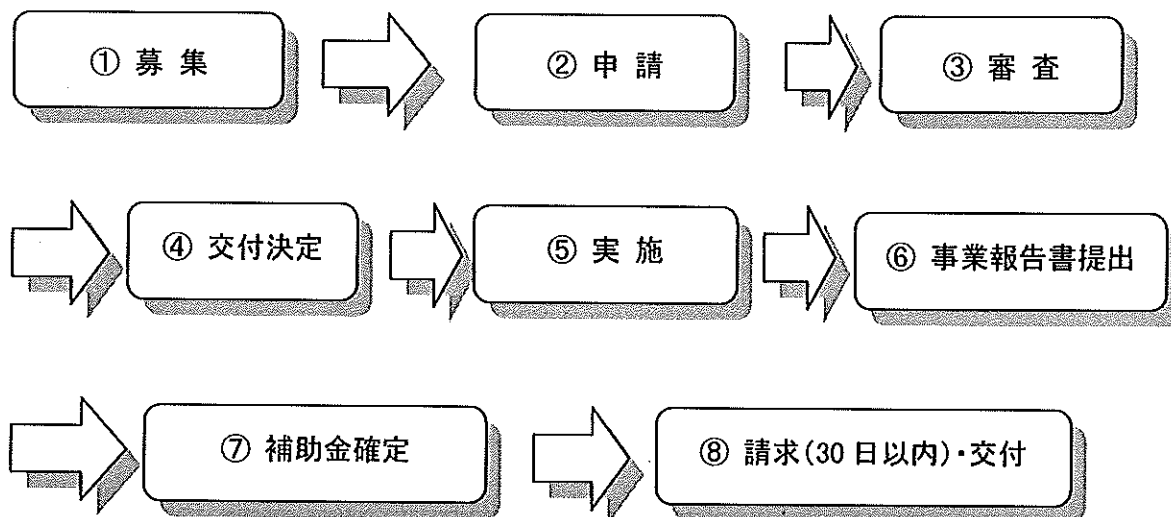 ① 募 集
② 申 請
③ 審 査
④ 交付決定
⑤ 実 施
⑥ 事業報告書提出
⑦ 補助金確定
⑧ 請求(30 日以内)・交付